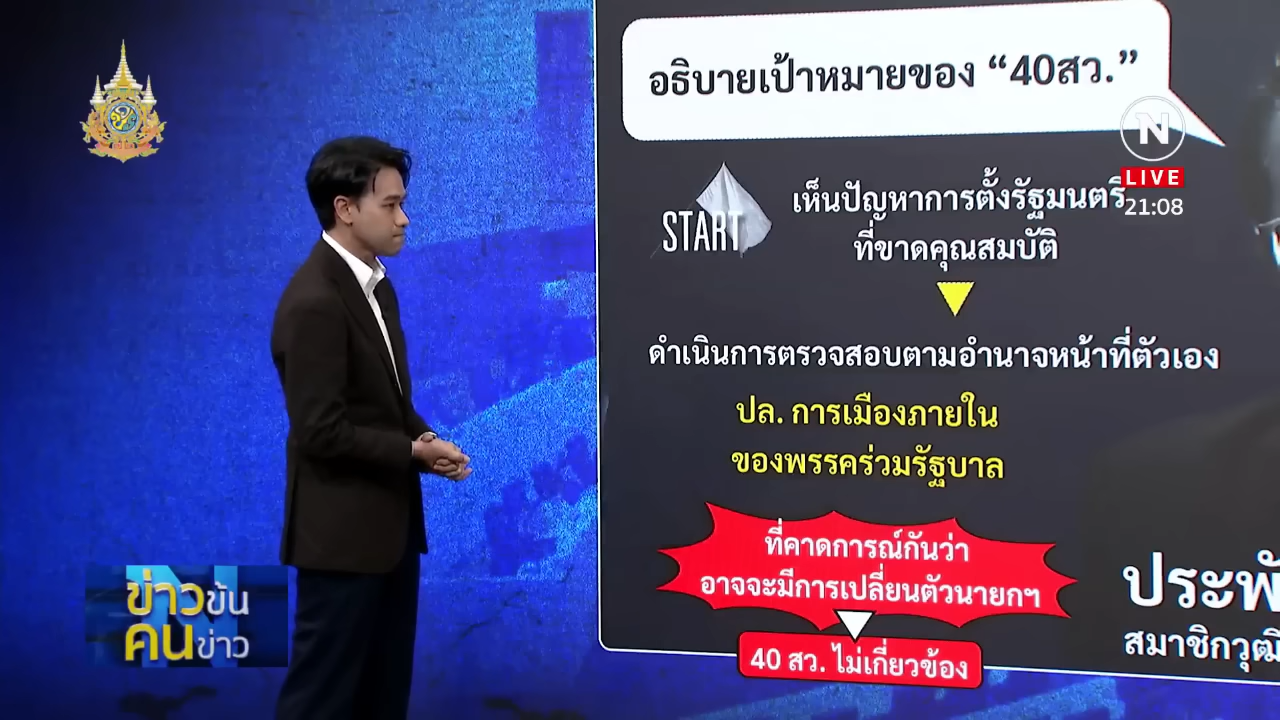 อธิบายเป้าหมายของ “40สว.”
N
LIVE
21:08
START
เห็นปัญหาการตั้งรัฐมนตรี
ที่ขาดคุณสมบัติ
ดำเนินการตรวจสอบตามอำนาจหน้าที่ตัวเอง
ปล. การเมืองภายใน
ของพรรคร่วมรัฐบาล
ที่คาดการณ์กันว่า
อาจจะมีการเปลี่ยนตัวนายกฯ
40 สว. ไม่เกี่ยวข้อง
ข่าวข้น
คนข่าว